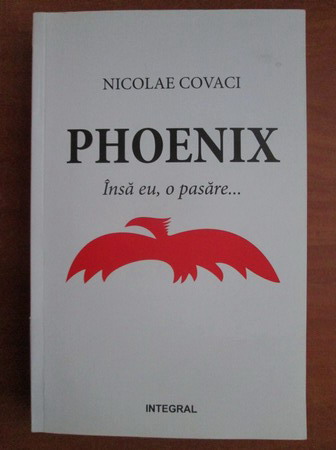 NICOLAE COVACI
PHOENIX
Însă eu, o pasăre...
INTEGRAL